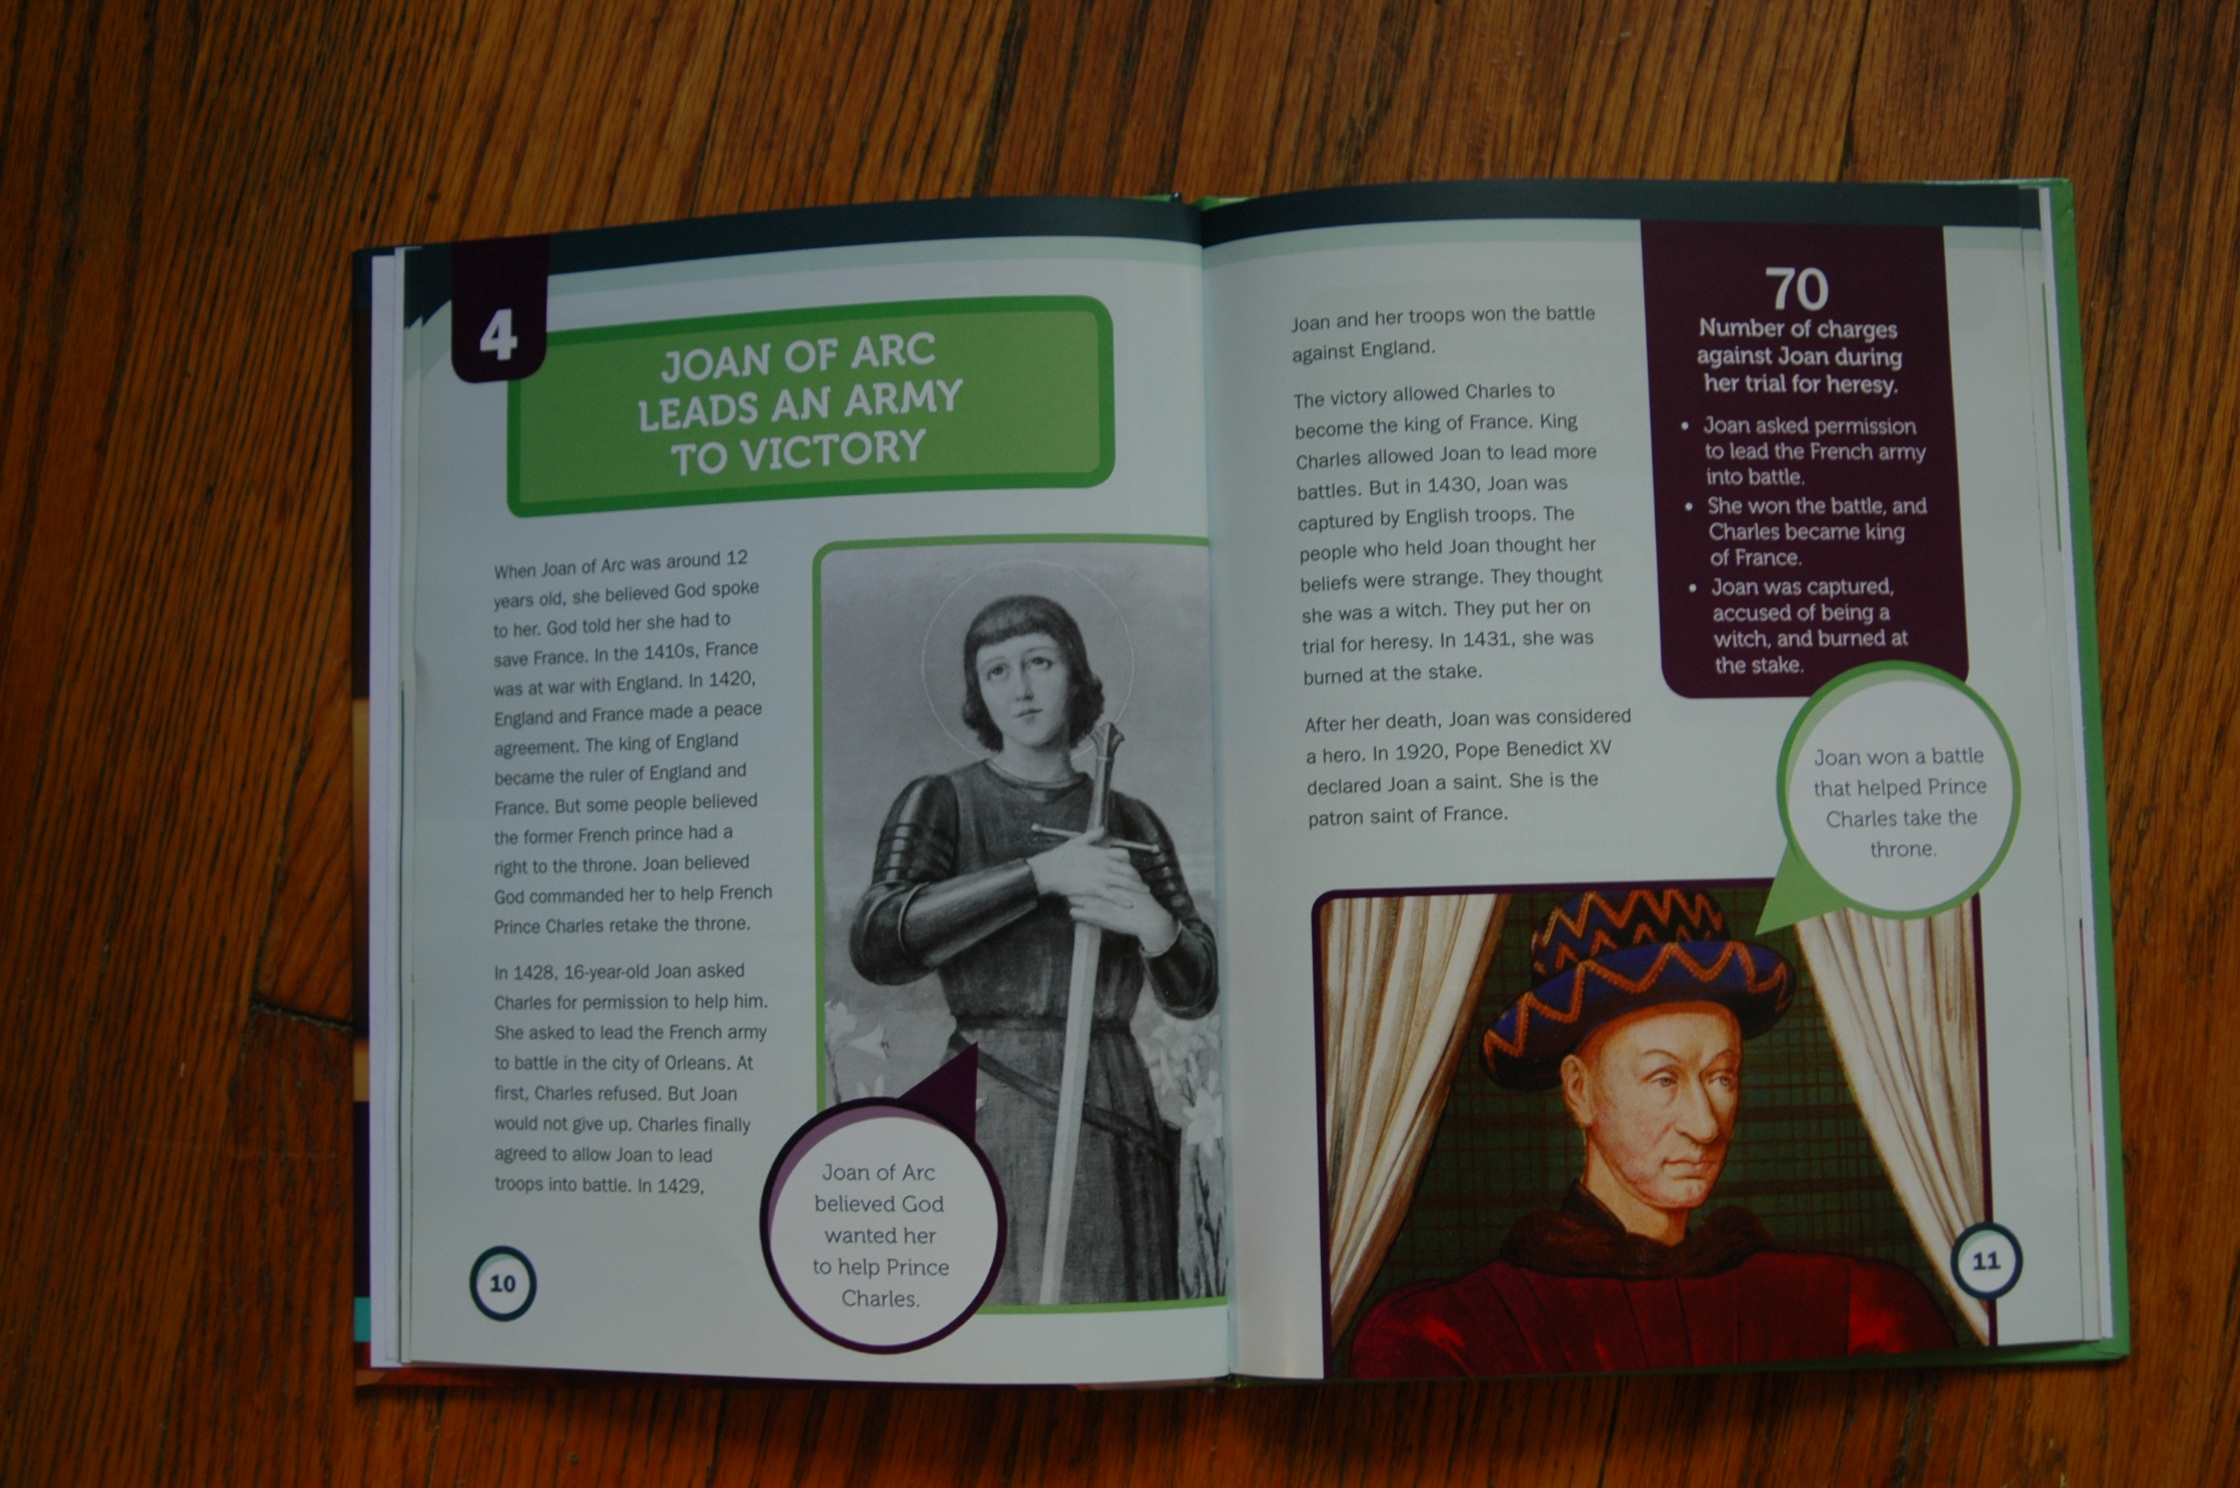 4
JOAN OF ARC
LEADS AN ARMY
TO VICTORY
When Joan of Arc was around 12
years old, she believed God spoke
to her. God told her she had to
save France. In the 1410s, France
was at war with England. In 1420,
England and France made a peace
agreement. The king of England
became the ruler of England and
France. But some people believed
the former French prince had a
right to the throne. Joan believed
God commanded her to help French
Prince Charles retake the throne.
In 1428, 16-year-old Joan asked
Charles for permission to help him.
She asked to lead the French army
to battle in the city of Orleans. At
first, Charles refused. But Joan
would not give up. Charles finally
agreed to allow Joan to lead
troops into battle. In 1429,
Joan of Arc
believed God
wanted her
to help Prince
Charles.
10
Joan and her troops won the battle
against England.
The victory allowed Charles to
become the king of France. King
Charles allowed Joan to lead more
battles. But in 1430, Joan was
captured by English troops. The
people who held Joan thought her
beliefs were strange. They thought
she was a witch. They put her on
trial for heresy. In 1431, she was
burned at the stake.
After her death, Joan was considered
a hero. In 1920, Pope Benedict XV
declared Joan a saint. She is the
patron saint of France.
70
Number of charges
against Joan during
her trial for heresy.
• Joan asked permission
to lead the French army
into battle.
• She won the battle, and
Charles became king
of France.
• Joan was captured,
accused of being a
witch, and burned at
the stake.
Joan won a battle
that helped Prince
Charles take the
throne.
11